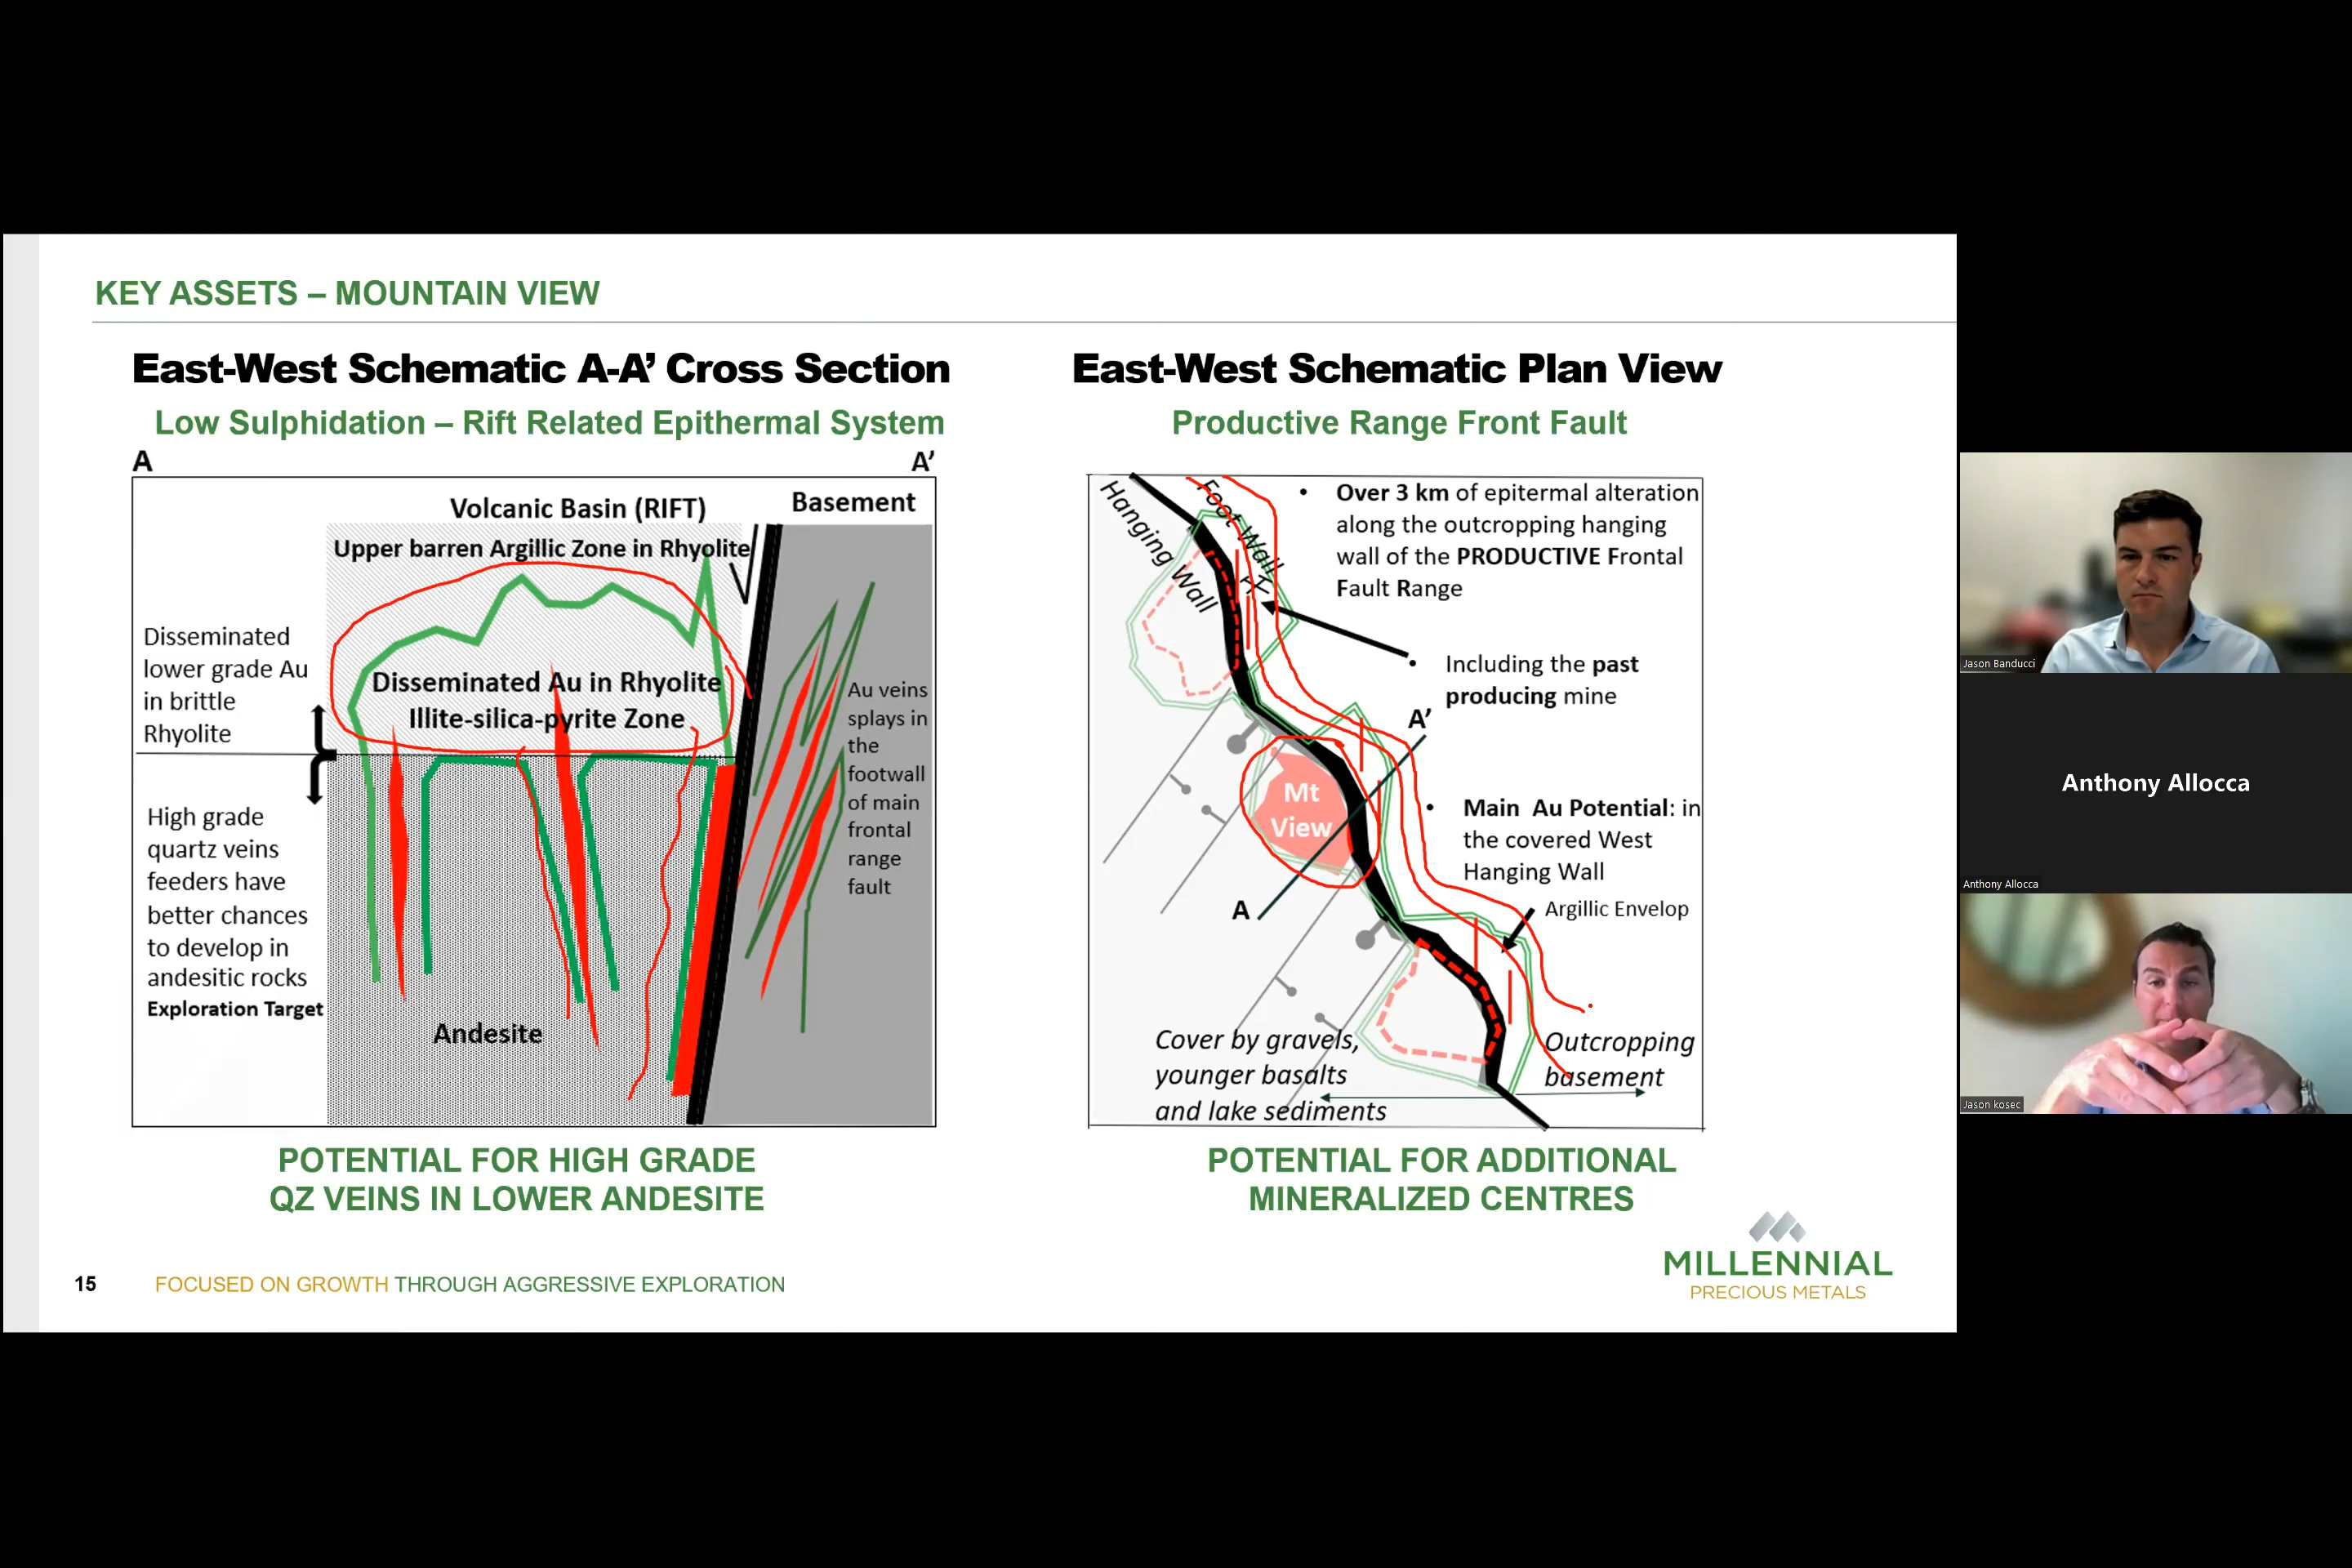 KEY ASSETS – MOUNTAIN VIEW
East-West Schematic A-A’ Cross Section
Low Sulphidation – Rift Related Epithermal System
A
A’
Volcanic Basin (RIFT)
Basement
Upper barren Argillic Zone in Rhyolite
Disseminated
lower grade Au
in brittle
Rhyolite
Disseminated Au in Rhyolite
Illite-silica-pyrite Zone
Au veins
splays in
the
footwall
of main
frontal
range
fault
High grade
quartz veins
feeders have
better chances
to develop in
andesitic rocks
Exploration Target
Andesite
POTENTIAL FOR HIGH GRADE
QZ VEINS IN LOWER ANDESITE
East-West Schematic Plan View
Productive Range Front Fault
Hanging Wall
Foot Wall
• Over 3 km of epitermal alteration
along the outcropping hanging
wall of the PRODUCTIVE Frontal
Fault Range
• Including the past
producing mine
A’
Mt
View
• Main Au Potential: in
the covered West
Hanging Wall
A
Argillic Envelop
Cover by gravels,
younger basalts
and lake sediments
Outcropping
basement
POTENTIAL FOR ADDITIONAL
MINERALIZED CENTRES
MILLENNIAL
PRECIOUS METALS
15
FOCUSED ON GROWTH THROUGH AGGRESSIVE EXPLORATION
Jason Banducci
Anthony Allocca
Anthony Allocca
Jason kosec